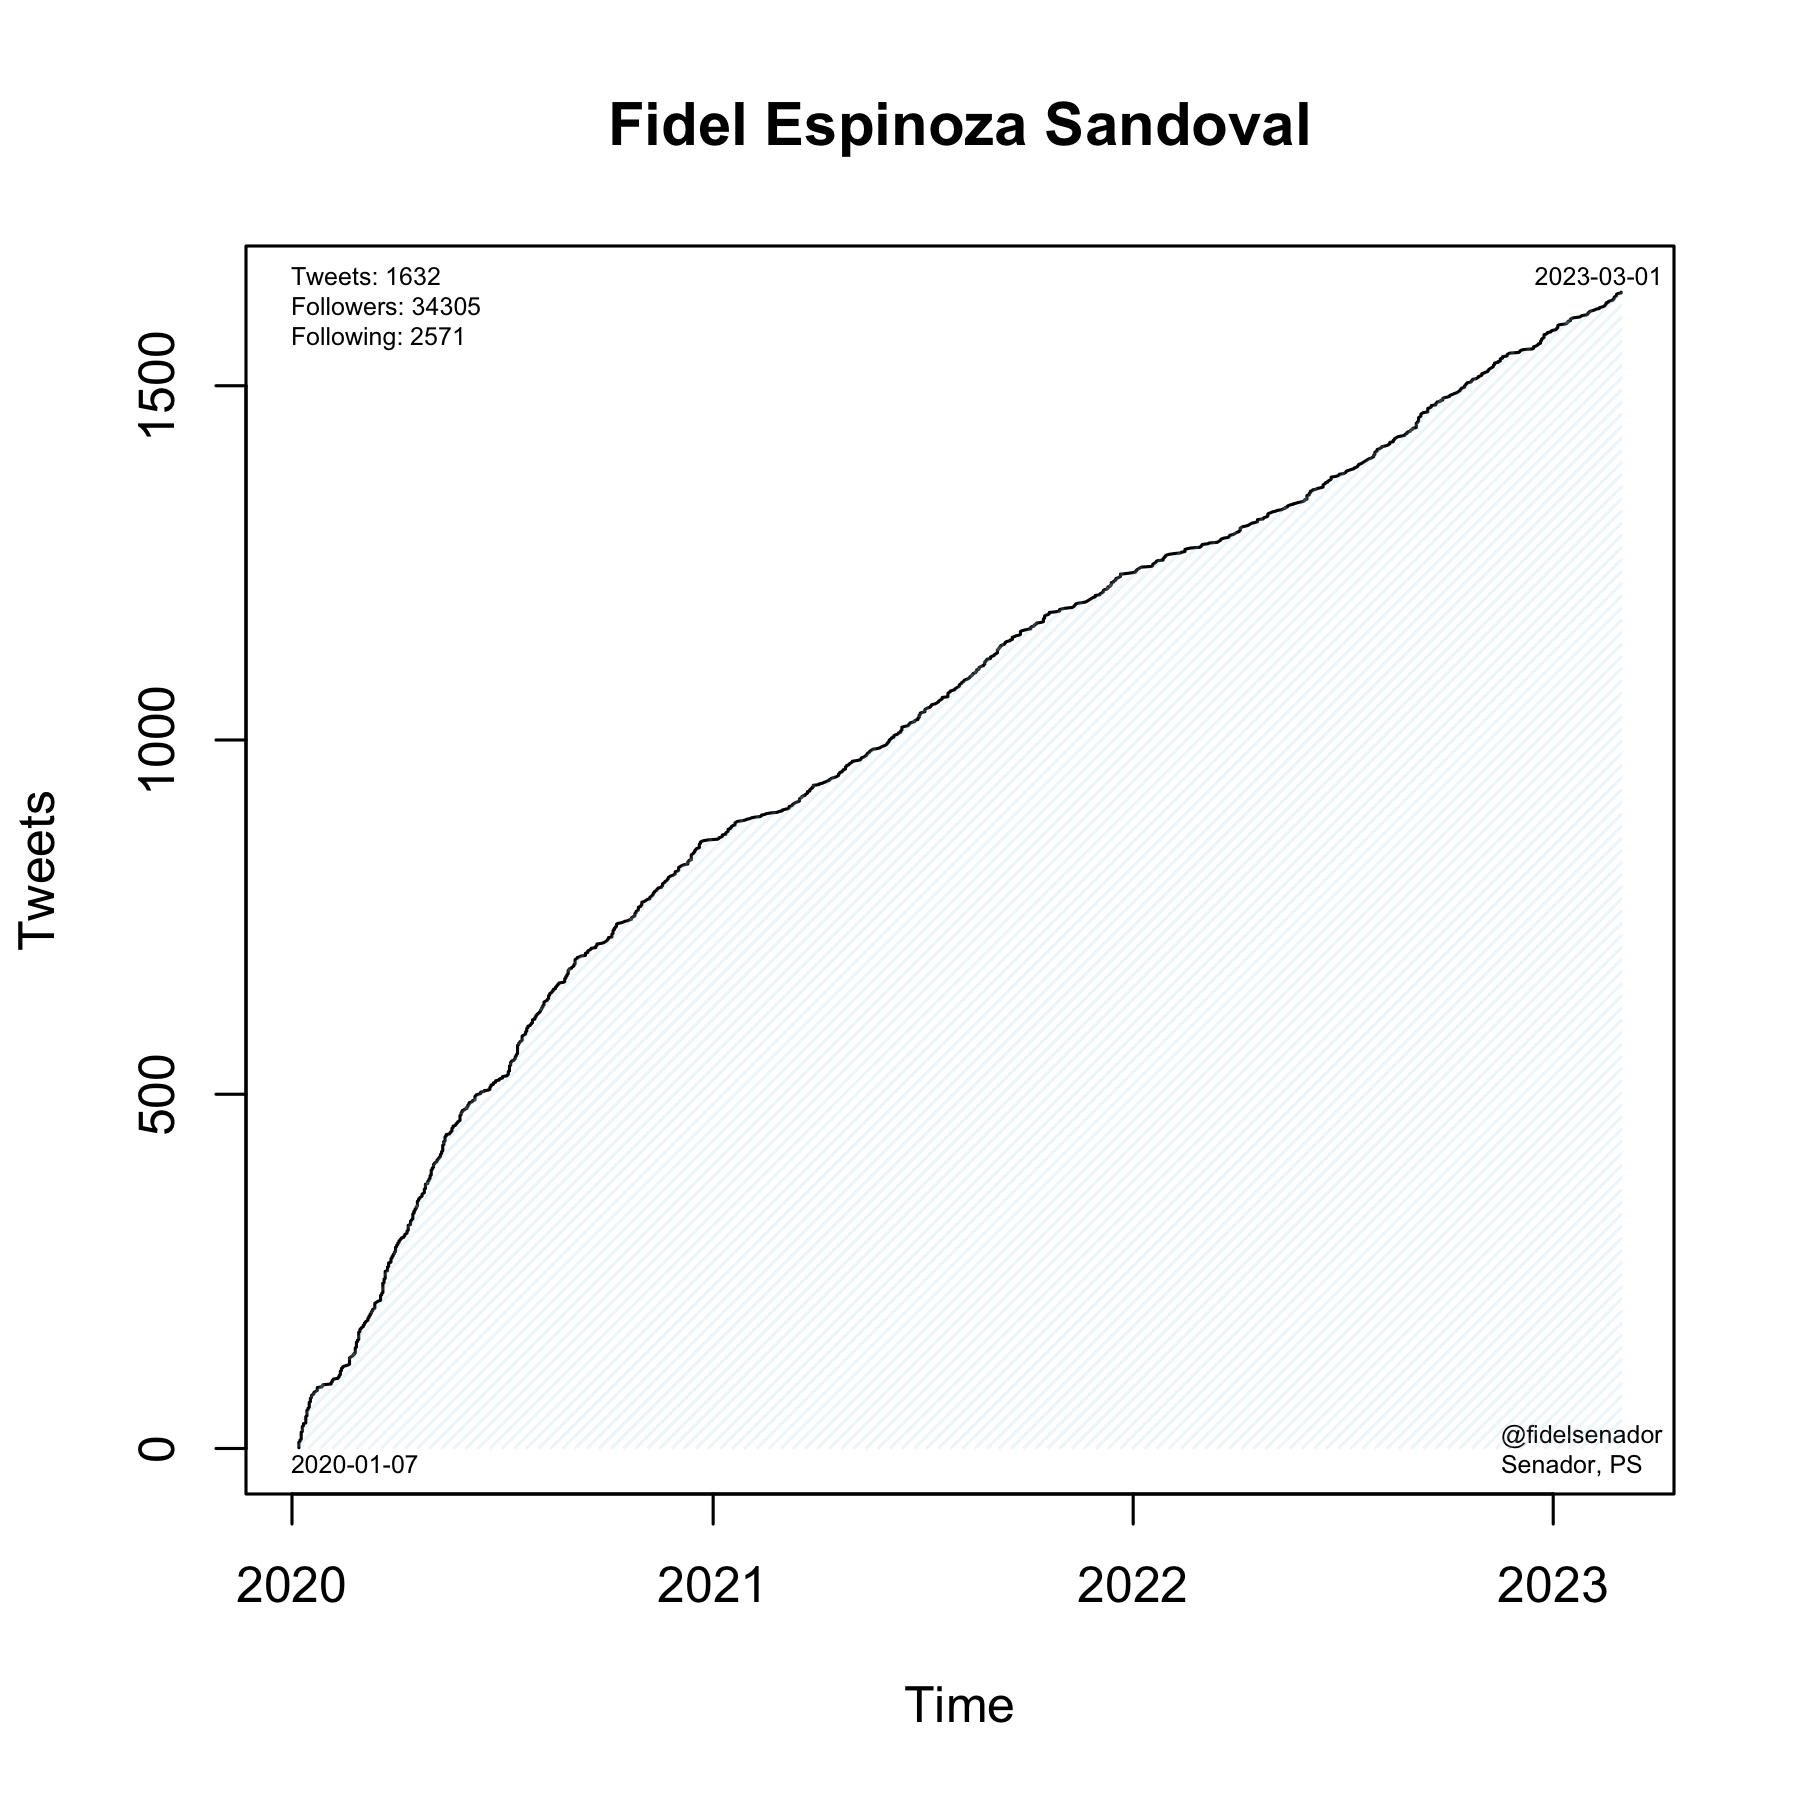 Fidel Espinoza Sandoval
Tweets: 1632
Followers: 34305
Following: 2571
2023-03-01
1500
1000
500
0
Tweets
@fidelsenador
Senador, PS
2020-01-07
2020
2021
2022
2023
Time